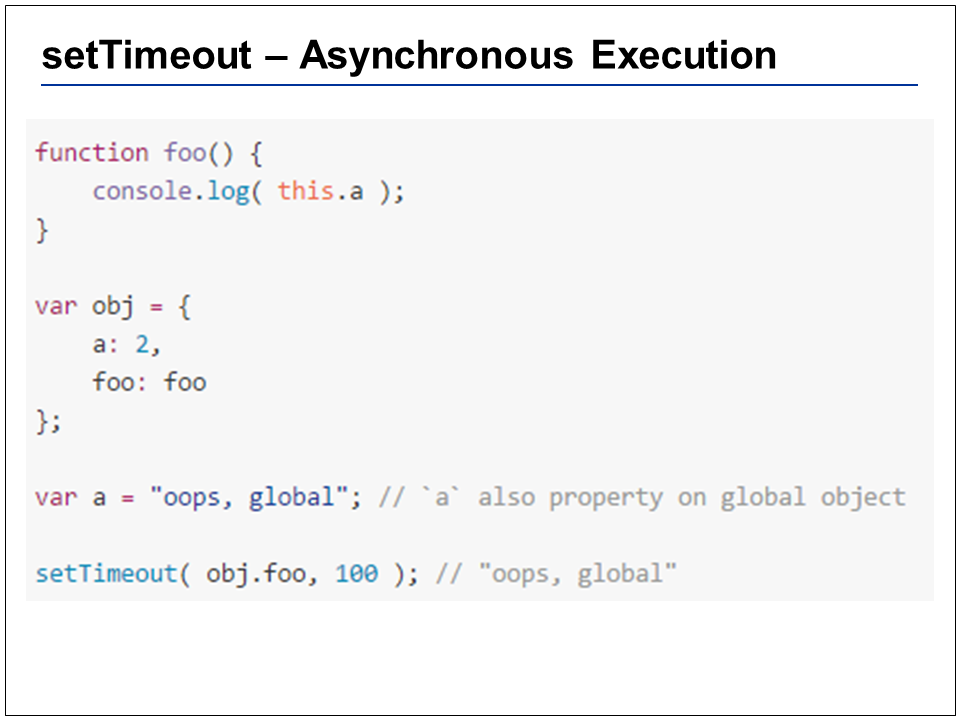 setTimeout – Asynchronous Execution
function foo() {
    console.log( this.a );
}
var obj = {
    a: 2,
    foo: foo
};
var a = "oops, global"; // `a` also property on global object
setTimeout( obj.foo, 100 ); // "oops, global"